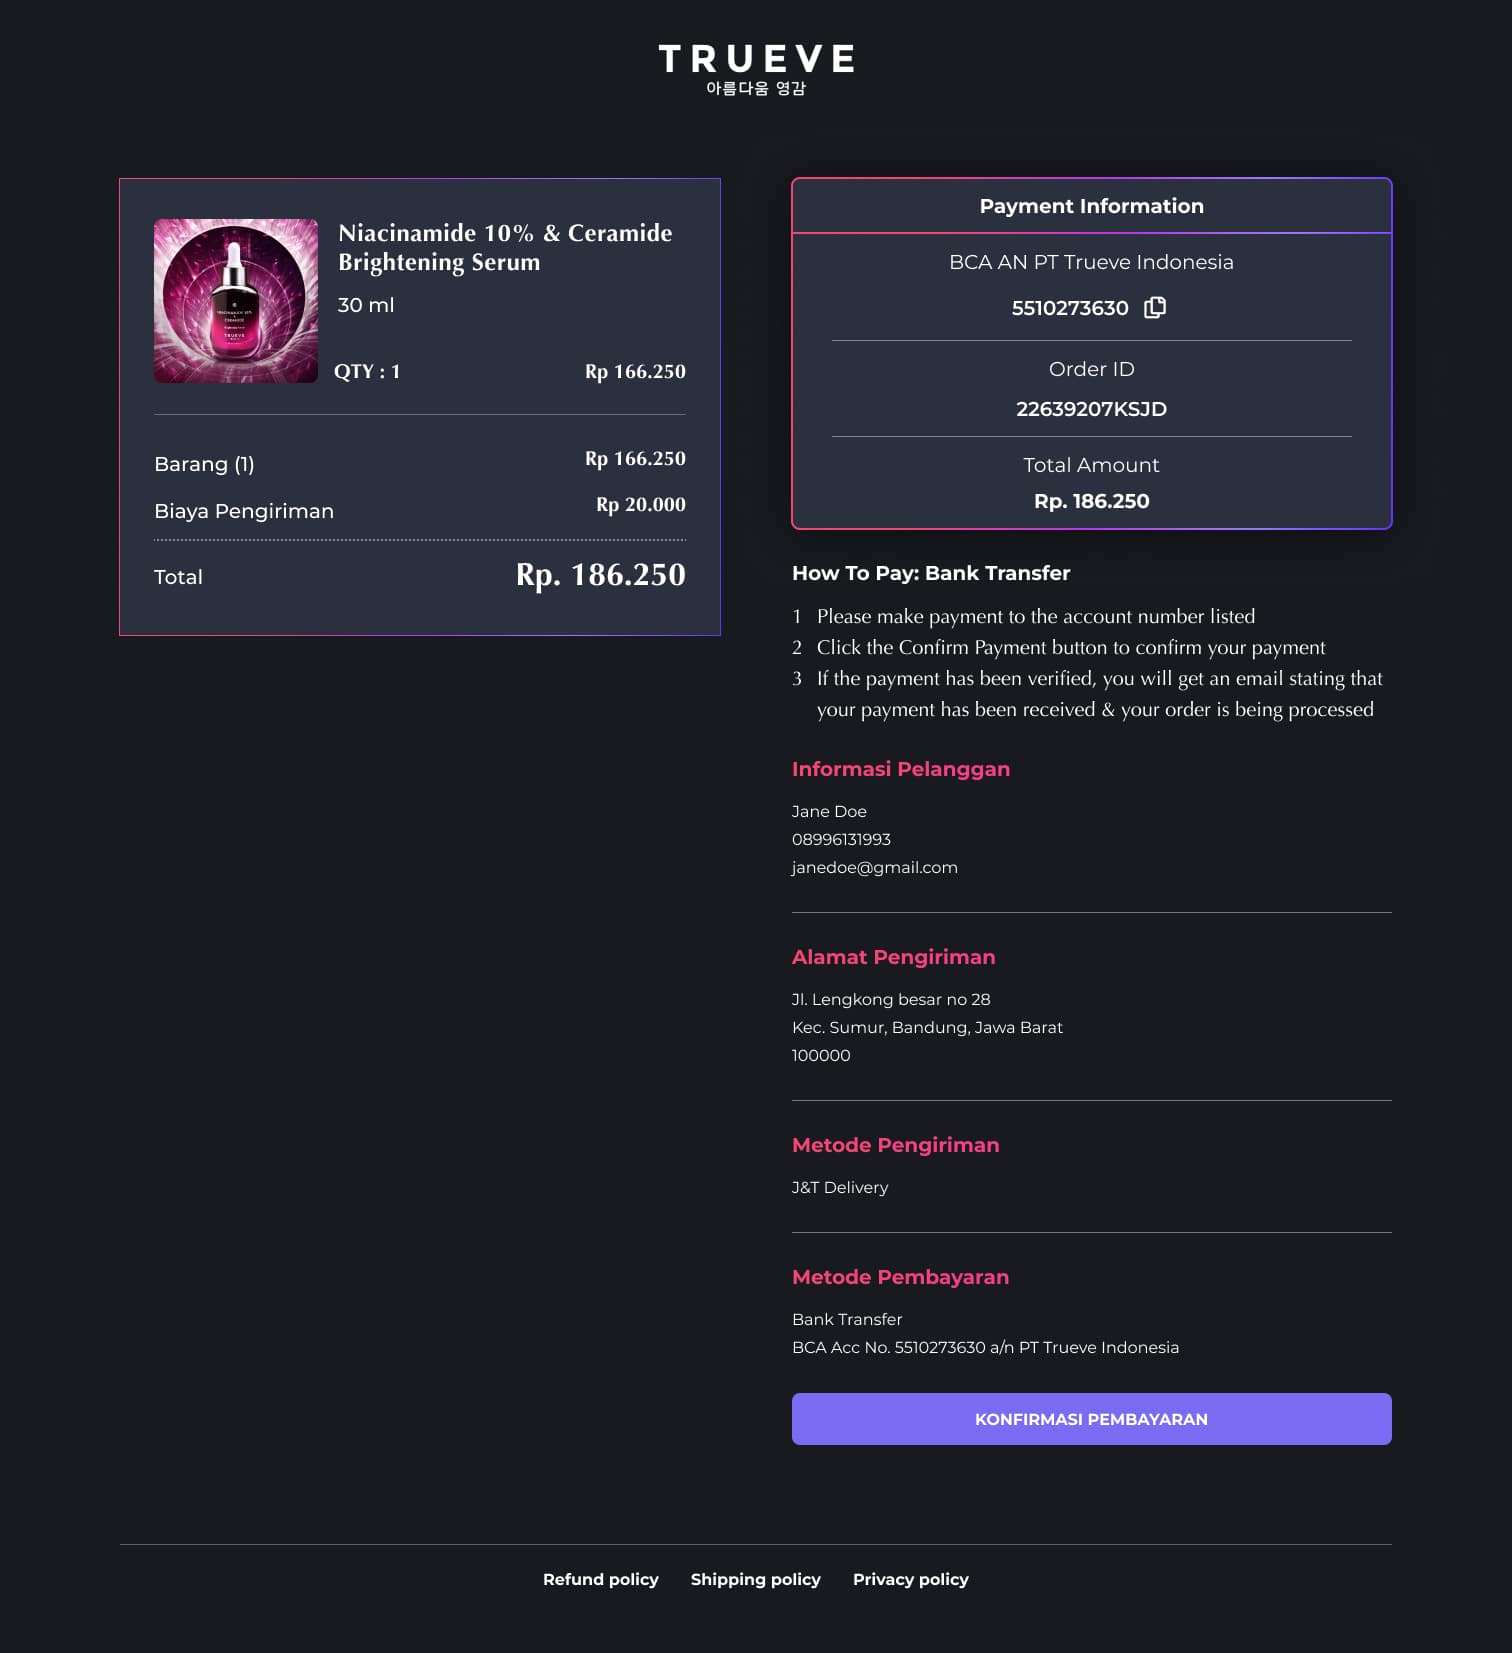 TRUEVE
아름다움 영감
Niacinamide 10% & Ceramide
Brightening Serum
30 ml
QTY : 1
Rp 166.250
Barang (1)
Rp 166.250
Biaya Pengiriman
Rp 20.000
Total
Rp. 186.250
Payment Information
BCA AN PT Trueve Indonesia
5510273630
Order ID
22639207KSJD
Total Amount
Rp. 186.250
How To Pay: Bank Transfer
1 Please make payment to the account number listed
2 Click the Confirm Payment button to confirm your payment
3 If the payment has been verified, you will get an email stating that
your payment has been received & your order is being processed
Informasi Pelanggan
Jane Doe
08996131993
janedoe@gmail.com
Alamat Pengiriman
Jl. Lengkong besar no 28
Kec. Sumur, Bandung, Jawa Barat
100000
Metode Pengiriman
J&T Delivery
Metode Pembayaran
Bank Transfer
BCA Acc No. 5510273630 a/n PT Trueve Indonesia
KONFIRMASI PEMBAYARAN
Refund policy
Shipping policy
Privacy policy